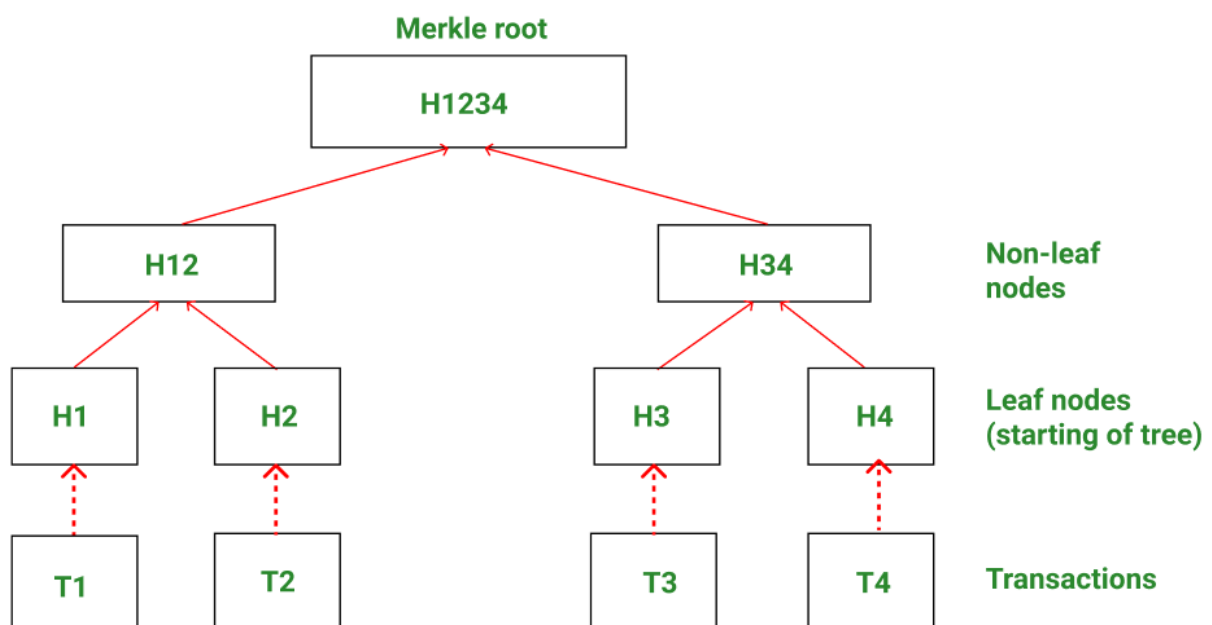 Merkle root
H1234
H12
H34
Non-leaf
nodes
H1
H2
H3
H4
Leaf nodes
(starting of tree)
T1
T2
T3
T4
Transactions